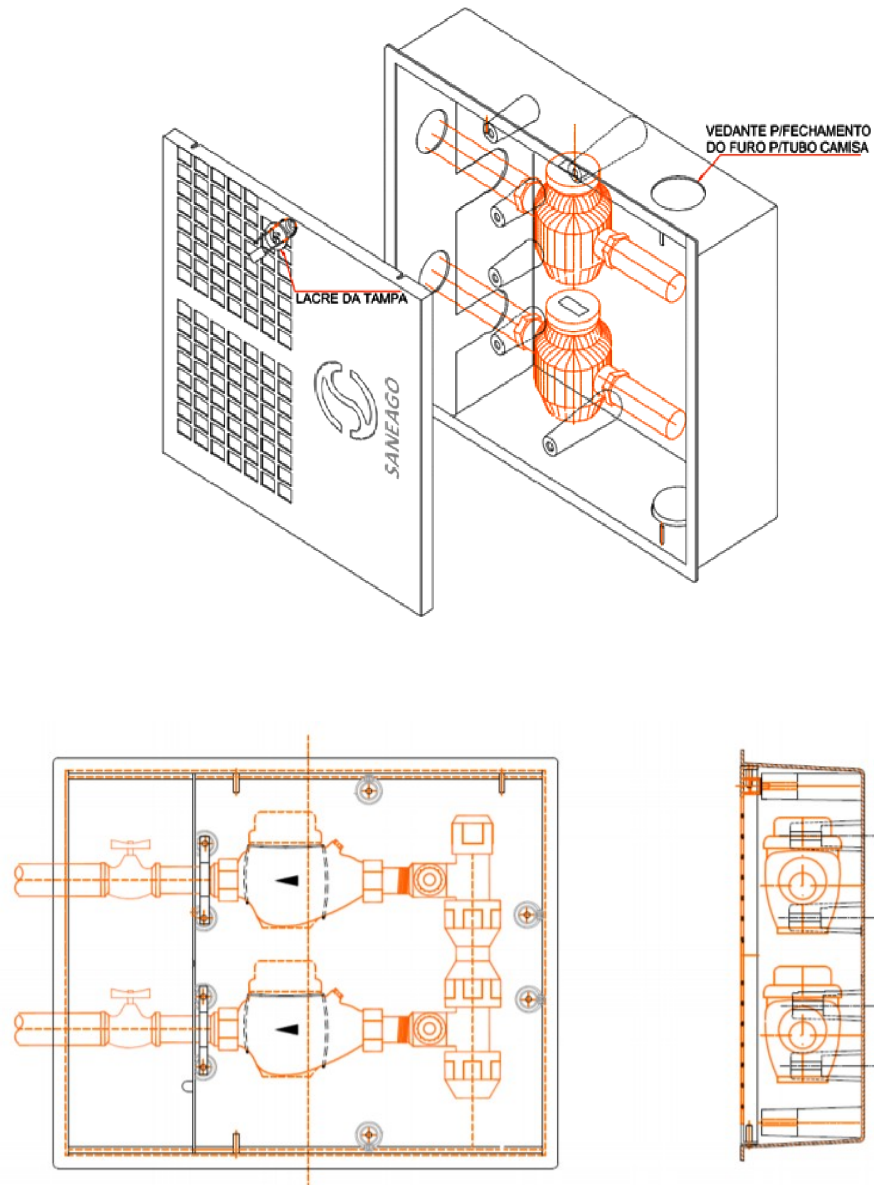 VEDANTE P/FECHAMENTO
DO FURO P/TUBO CAMISA
LACRE DA TAMPA
SANEAGO